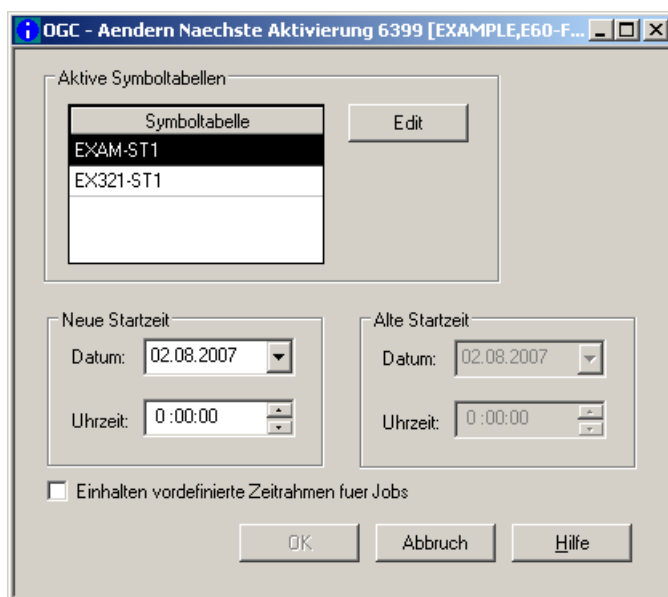 OGC - Aendern Naechste Aktivierung 6399 [EXAMPLE,E60-F...
Aktive Symboltabellen
Symboltabelle
Edit
EXAM-ST1
EX321-ST1
Neue Startzeit
Datum: 02.08.2007
Uhrzeit: 0 :00:00
Alte Startzeit
Datum: 02.08.2007
Uhrzeit: 0 :00:00
Einhalten vordefinierte Zeitrahmen fuer Jobs
OK Abbruch Hilfe